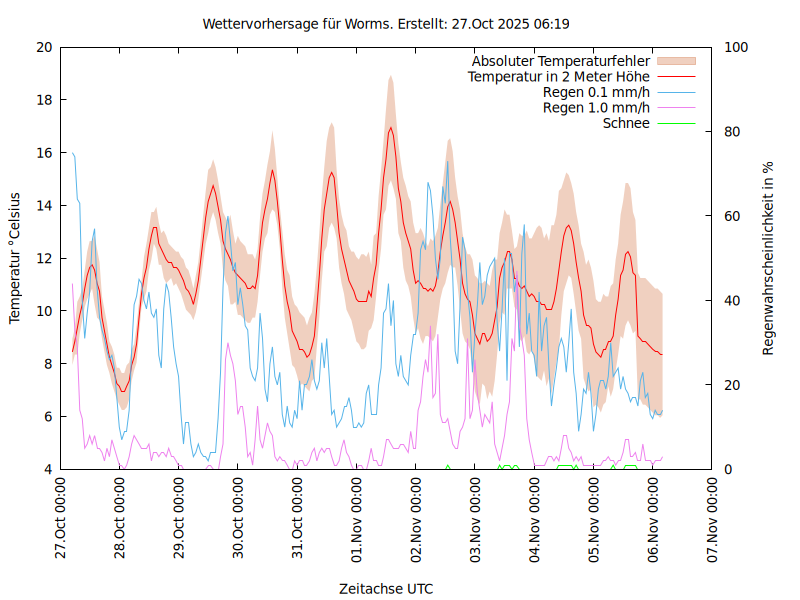 Wettervorhersage für Worms. Erstellt: 27.Oct 2025 06:19
Absoluter Temperaturfehler
Temperatur in 2 Meter Höhe
Regen 0.1 mm/h
Regen 1.0 mm/h
Schnee
Temperatur °Celsius
20
18
16
14
12
10
8
6
4
100
80
60
40
20
0
Regenwahrscheinlichkeit in %
27.Oct 00:00
28.Oct 00:00
29.Oct 00:00
30.Oct 00:00
31.Oct 00:00
01.Nov 00:00
02.Nov 00:00
03.Nov 00:00
04.Nov 00:00
05.Nov 00:00
06.Nov 00:00
07.Nov 00:00
Zeitachse UTC